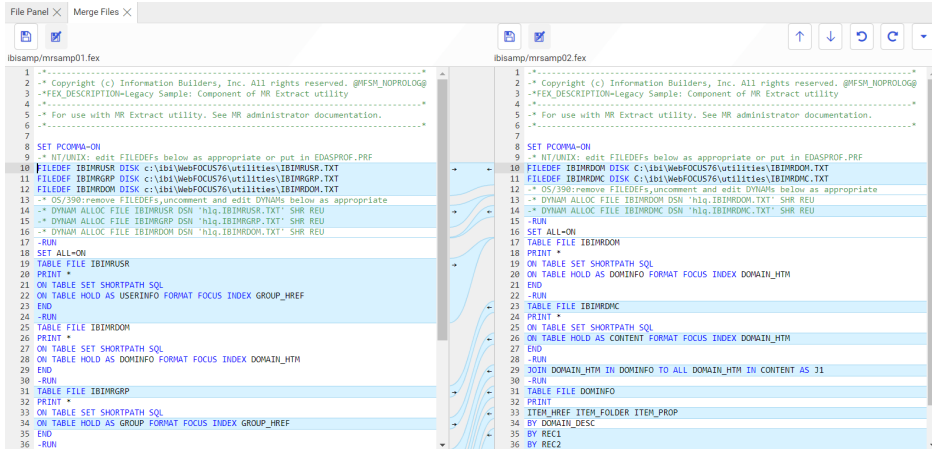 File Panel
Merge Files
ibisamp/mrsamp01.fex
1 -*-----------------------------------------------------------------------*
2 -* Copyright (c) Information Builders, Inc. All rights reserved. @MFSM_NOPROLOG@
3 -*FEX_DESCRIPTION=Legacy Sample: Component of MR Extract utility
4 -*-----------------------------------------------------------------------*
5 -* For use with MR Extract utility. See MR administrator documentation.
6 -*-----------------------------------------------------------------------*
7
8 SET PCOMMA=ON
9 -* NT/UNIX: edit FILEDEFs below as appropriate or put in EDASPROF.PRF
10 FILEDEF IBIMRUSR DISK c:\ibi\WebFOCUS76\utilities\IBIMRUSR.TXT
11 FILEDEF IBIMRGRP DISK c:\ibi\WebFOCUS76\utilities\IBIMRGRP.TXT
12 FILEDEF IBIMRDOM DISK c:\ibi\WebFOCUS76\utilities\IBIMRDOM.TXT
13 -* OS/390:remove FILEDEFs,uncomment and edit DYNAMs below as appropriate
14 -* DYNAM ALLOC FILE IBIMRUSR DSN 'hlq.IBIMRUSR.TXT' SHR REU
15 -* DYNAM ALLOC FILE IBIMRGRP DSN 'hlq.IBIMRGRP.TXT' SHR REU
16 -* DYNAM ALLOC FILE IBIMRDOM DSN 'hlq.IBIMRDOM.TXT' SHR REU
17 -RUN
18 SET ALL=ON
19 TABLE FILE IBIMRUSR
20 PRINT *
21 ON TABLE SET SHORTPATH SQL
22 ON TABLE HOLD AS USERINFO FORMAT FOCUS INDEX GROUP_HREF
23 END
24 -RUN
25 TABLE FILE IBIMRDOM
26 PRINT *
27 ON TABLE SET SHORTPATH SQL
28 ON TABLE HOLD AS DOMINFO FORMAT FOCUS INDEX DOMAIN_HTM
29 END
30 -RUN
31 TABLE FILE IBIMRGRP
32 PRINT *
33 ON TABLE SET SHORTPATH SQL
34 ON TABLE HOLD AS GROUP FORMAT FOCUS INDEX GROUP_HREF
35 END
36 -RUN
ibisamp/mrsamp02.fex
1 -*-----------------------------------------------------------------------*
2 -* Copyright (c) Information Builders, Inc. All rights reserved. @MFSM_NOPROLOG@
3 -*FEX_DESCRIPTION=Legacy Sample: Component of MR Extract utility
4 -*-----------------------------------------------------------------------*
5 -* For use with MR Extract utility. See MR administrator documentation.
6 -*-----------------------------------------------------------------------*
7
8 SET PCOMMA=ON
9 -* NT/UNIX: edit FILEDEFs below as appropriate or put in EDASPROF.PRF
10 FILEDEF IBIMRDOM DISK C:\ibi\WebFOCUS76\utilities\IBIMRDOM.TXT
11 FILEDEF IBIMRDMC DISK C:\ibi\WebFOCUS76\utilities\IBIMRDMC.TXT
12 -* OS/390:remove FILEDEFs,uncomment and edit DYNAMs below as appropriate
13 -* DYNAM ALLOC FILE IBIMRDOM DSN 'hlq.IBIMRDOM.TXT' SHR REU
14 -* DYNAM ALLOC FILE IBIMRDMC DSN 'hlq.IBIMRDMC.TXT' SHR REU
15 -RUN
16 SET ALL=ON
17 TABLE FILE IBIMRDOM
18 PRINT *
19 ON TABLE SET SHORTPATH SQL
20 ON TABLE HOLD AS DOMINFO FORMAT FOCUS INDEX DOMAIN_HTM
21 END
22 -RUN
23 TABLE FILE IBIMRDMC
24 PRINT *
25 ON TABLE SET SHORTPATH SQL
26 ON TABLE HOLD AS CONTENT FORMAT FOCUS INDEX DOMAIN_HTM
27 END
28 -RUN
29 JOIN DOMAIN_HTM IN DOMINFO TO ALL DOMAIN_HTM IN CONTENT AS J1
30 -RUN
31 TABLE FILE DOMINFO
32 PRINT
33 ITEM_HREF ITEM_FOLDER ITEM_PROP
34 BY DOMAIN_DESC
35 BY REC1
36 BY REC2